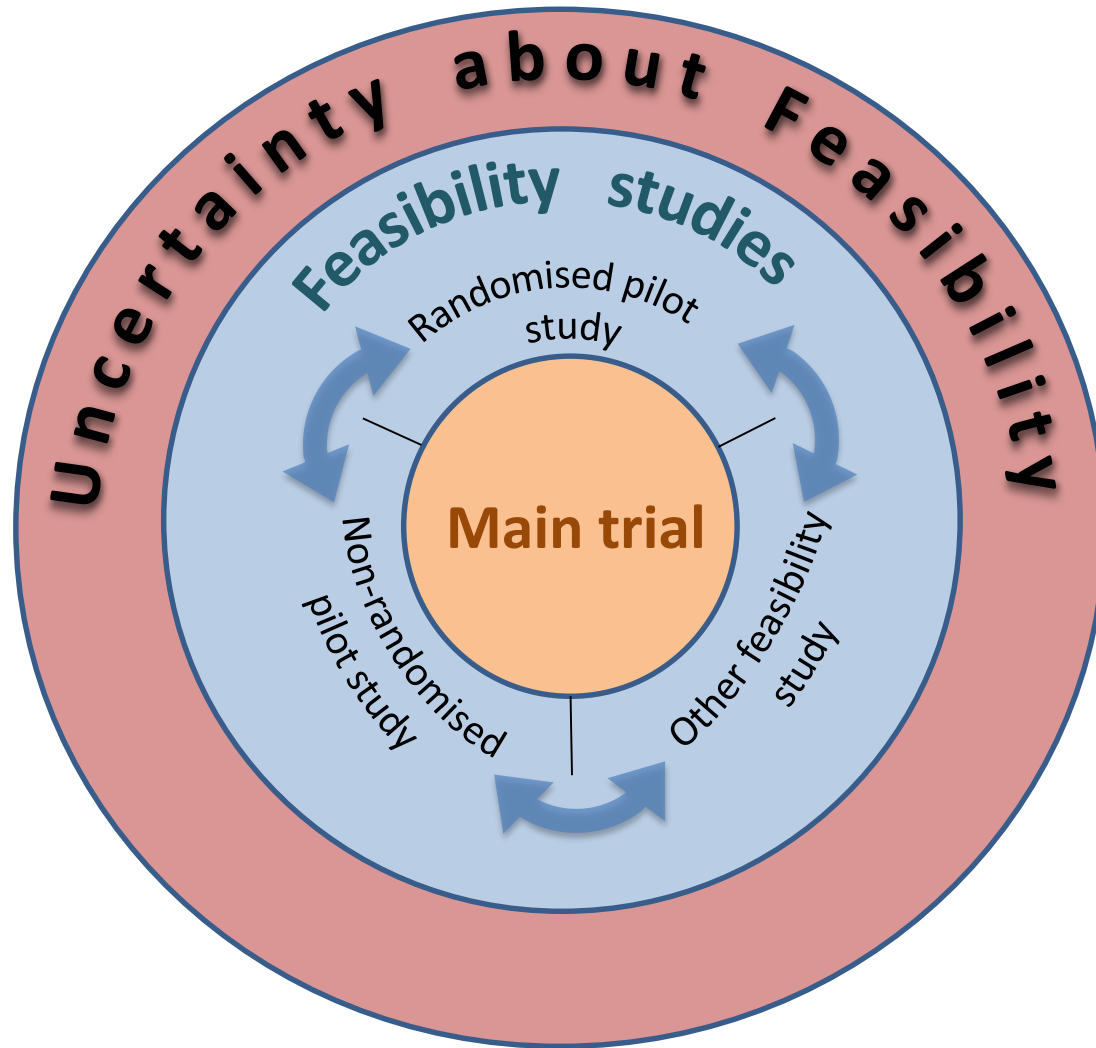 Uncertainty about Feasibility
Feasibility studies
Randomised pilot
study
Main trial
Non-randomised
pilot study
Other feasibility
study